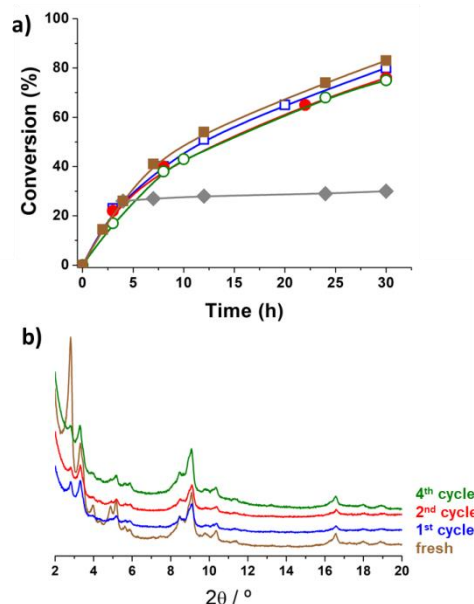 a)
100
80
60
40
20
0
Conversion (%)
0 5 10 15 20 25 30
Time (h)
b)
4th cycle
2nd cycle
1st cycle
fresh
2 4 6 8 10 12 14 16 18 20
2θ / º